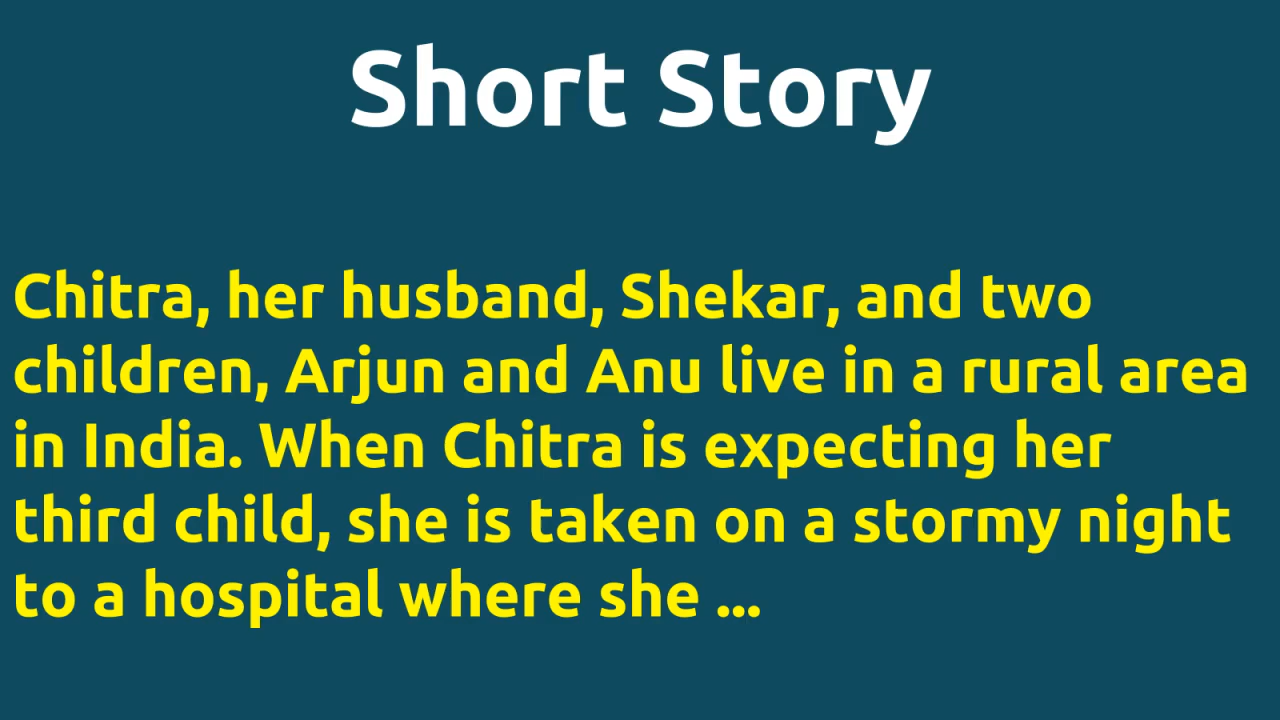 Short Story
Chitra, her husband, Shekar, and two
children, Arjun and Anu live in a rural area
in India. When Chitra is expecting her
third child, she is taken on a stormy night
to a hospital where she ...